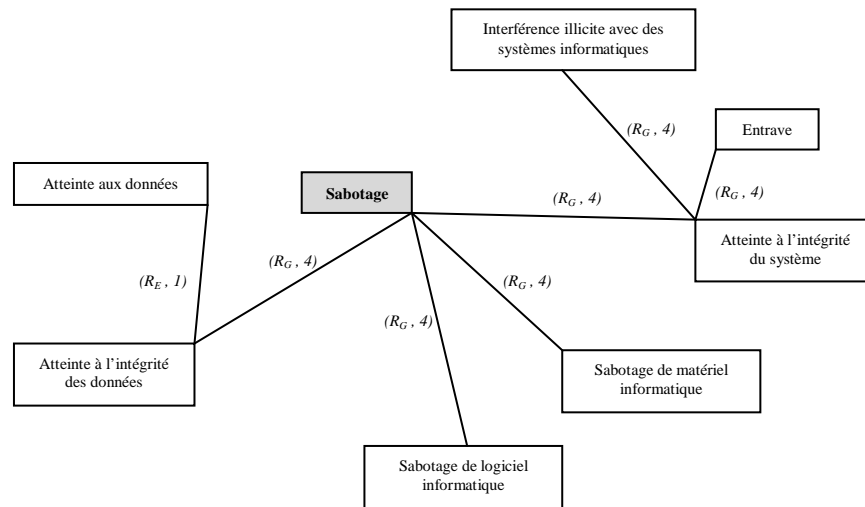 Interférence illicite avec des
systèmes informatiques
(R_G , 4)
Entrave
Atteinte aux données
Sabotage
(R_G , 4)
(R_G , 4)
Atteinte à l'intégrité
du système
(R_G , 4)
(R_E , 1)
(R_G , 4)
(R_G , 4)
Atteinte à l'intégrité
des données
Sabotage de matériel
informatique
Sabotage de logiciel
informatique